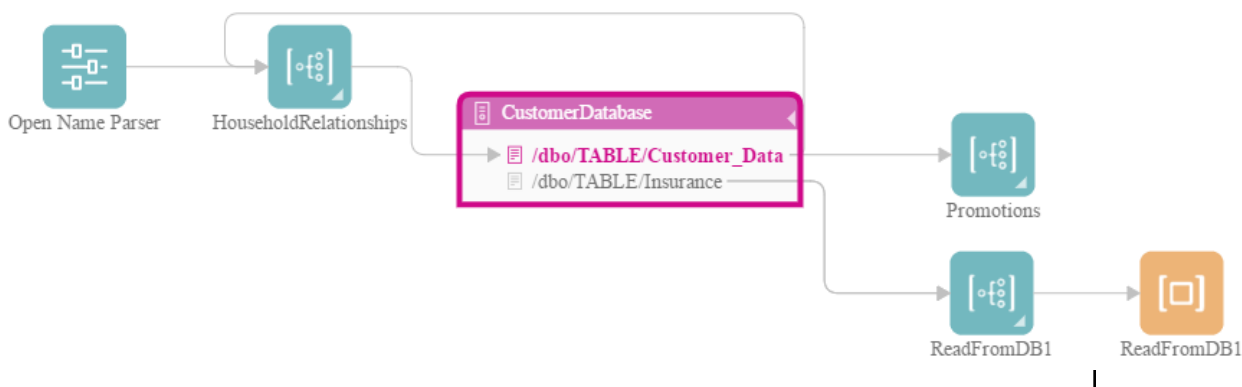 CustomerDatabase
Open Name Parser
HouseholdRelationships
/dbo/TABLE/Customer_Data
/dbo/TABLE/Insurance
Promotions
ReadFromDB1
ReadFromDB1